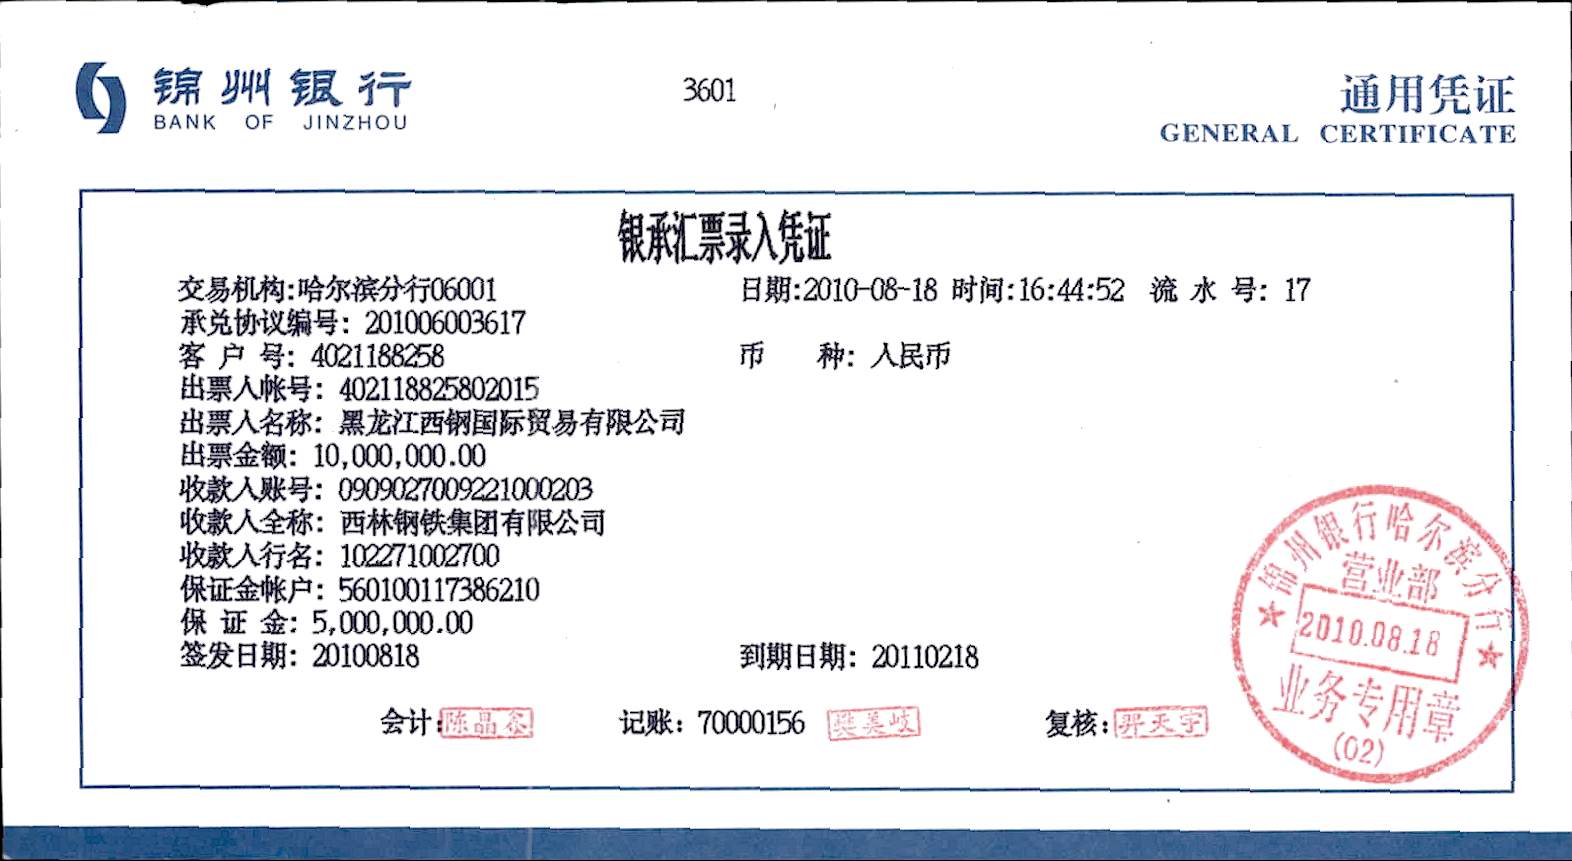 锦州银行
BANK OF JINZHOU
3601
通用凭证
GENERAL CERTIFICATE
银承汇票录入凭证
交易机构:哈尔滨分行06001 日期:2010-08-18 时间:16:44:52 流 水 号: 17
承兑协议编号: 201006003617
客 户 号: 4021188258 币 种: 人民币
出票人帐号: 402118825802015
出票人名称: 黑龙江西钢国际贸易有限公司
出票金额: 10,000,000.00
收款人账号: 0909027009221000203
收款人全称: 西林钢铁集团有限公司
收款人行名: 102271002700
保证金帐户: 560100117386210
保 证 金: 5,000,000.00
签发日期: 20100818 到期日期: 20110218
会计:陈晶鑫 记账: 70000156 樊美岐 复核:羿天宇
锦州银行哈尔滨分行
营业部
2010.08.18
业务专用章
(02)